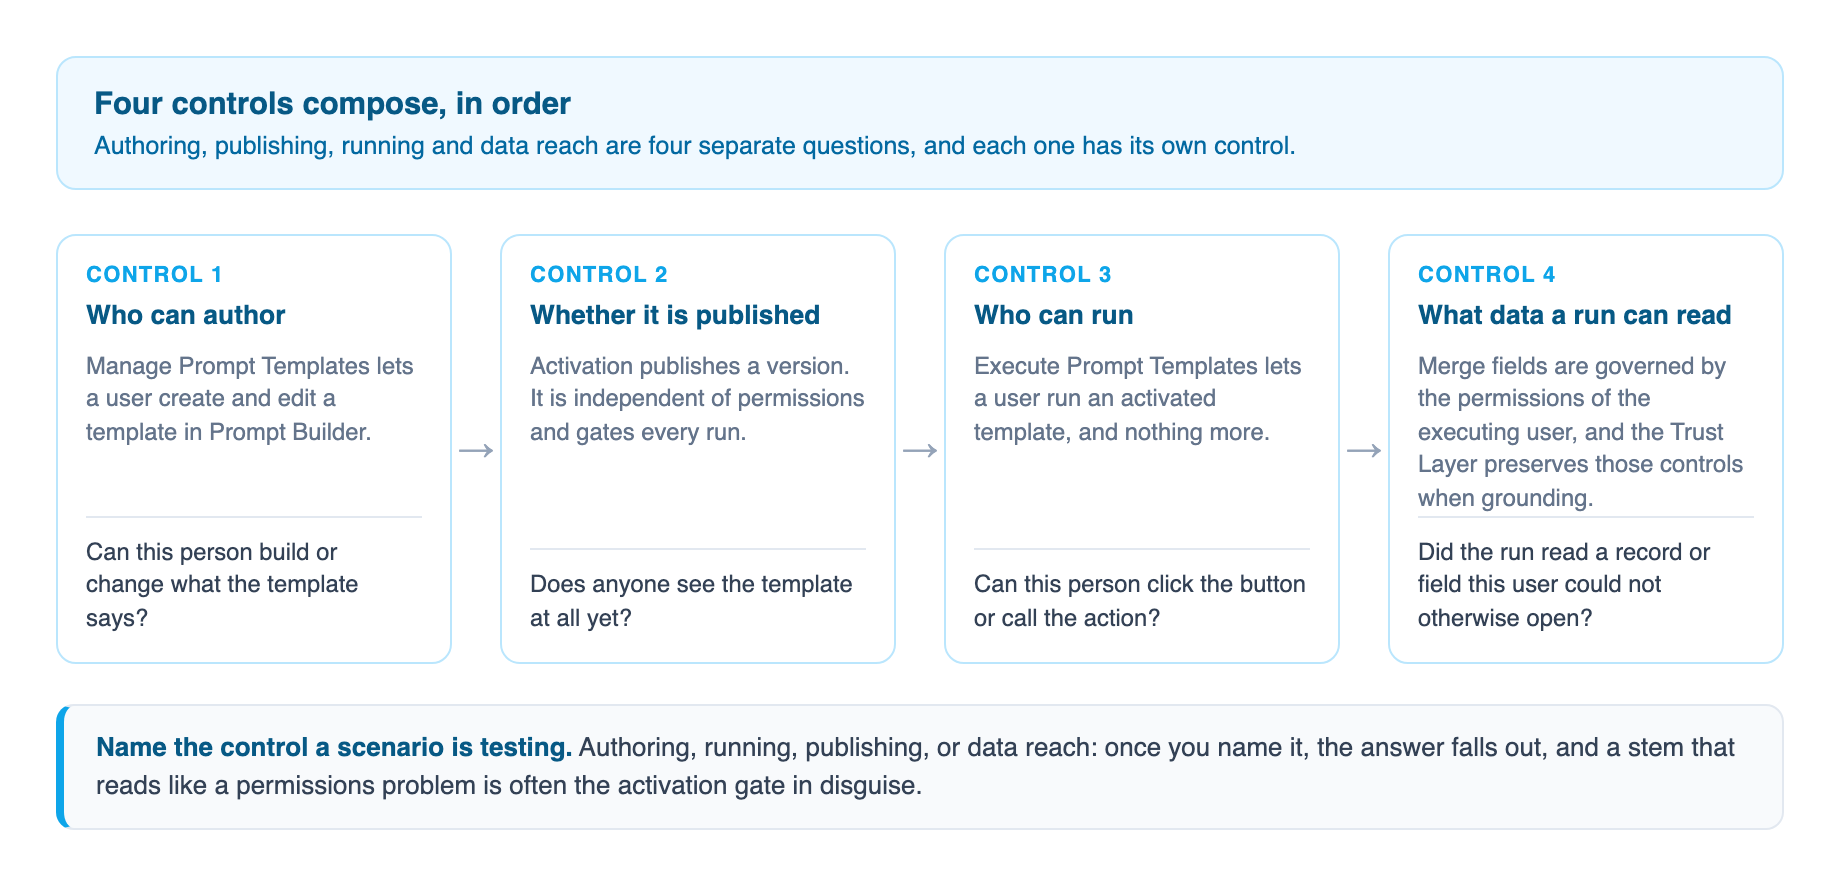 Four controls compose, in order
Authoring, publishing, running and data reach are four separate questions, and each one has its own control.
CONTROL 1
Who can author
Manage Prompt Templates lets
a user create and edit a
template in Prompt Builder.
Can this person build or
change what the template
says?
→
CONTROL 2
Whether it is published
Activation publishes a version.
It is independent of permissions
and gates every run.
Does anyone see the template
at all yet?
→
CONTROL 3
Who can run
Execute Prompt Templates lets
a user run an activated
template, and nothing more.
Can this person click the button
or call the action?
→
CONTROL 4
What data a run can read
Merge fields are governed by
the permissions of the
executing user, and the Trust
Layer preserves those controls
when grounding.
Did the run read a record or
field this user could not
otherwise open?
Name the control a scenario is testing. Authoring, running, publishing, or data reach: once you name it, the answer falls out, and a stem that
reads like a permissions problem is often the activation gate in disguise.